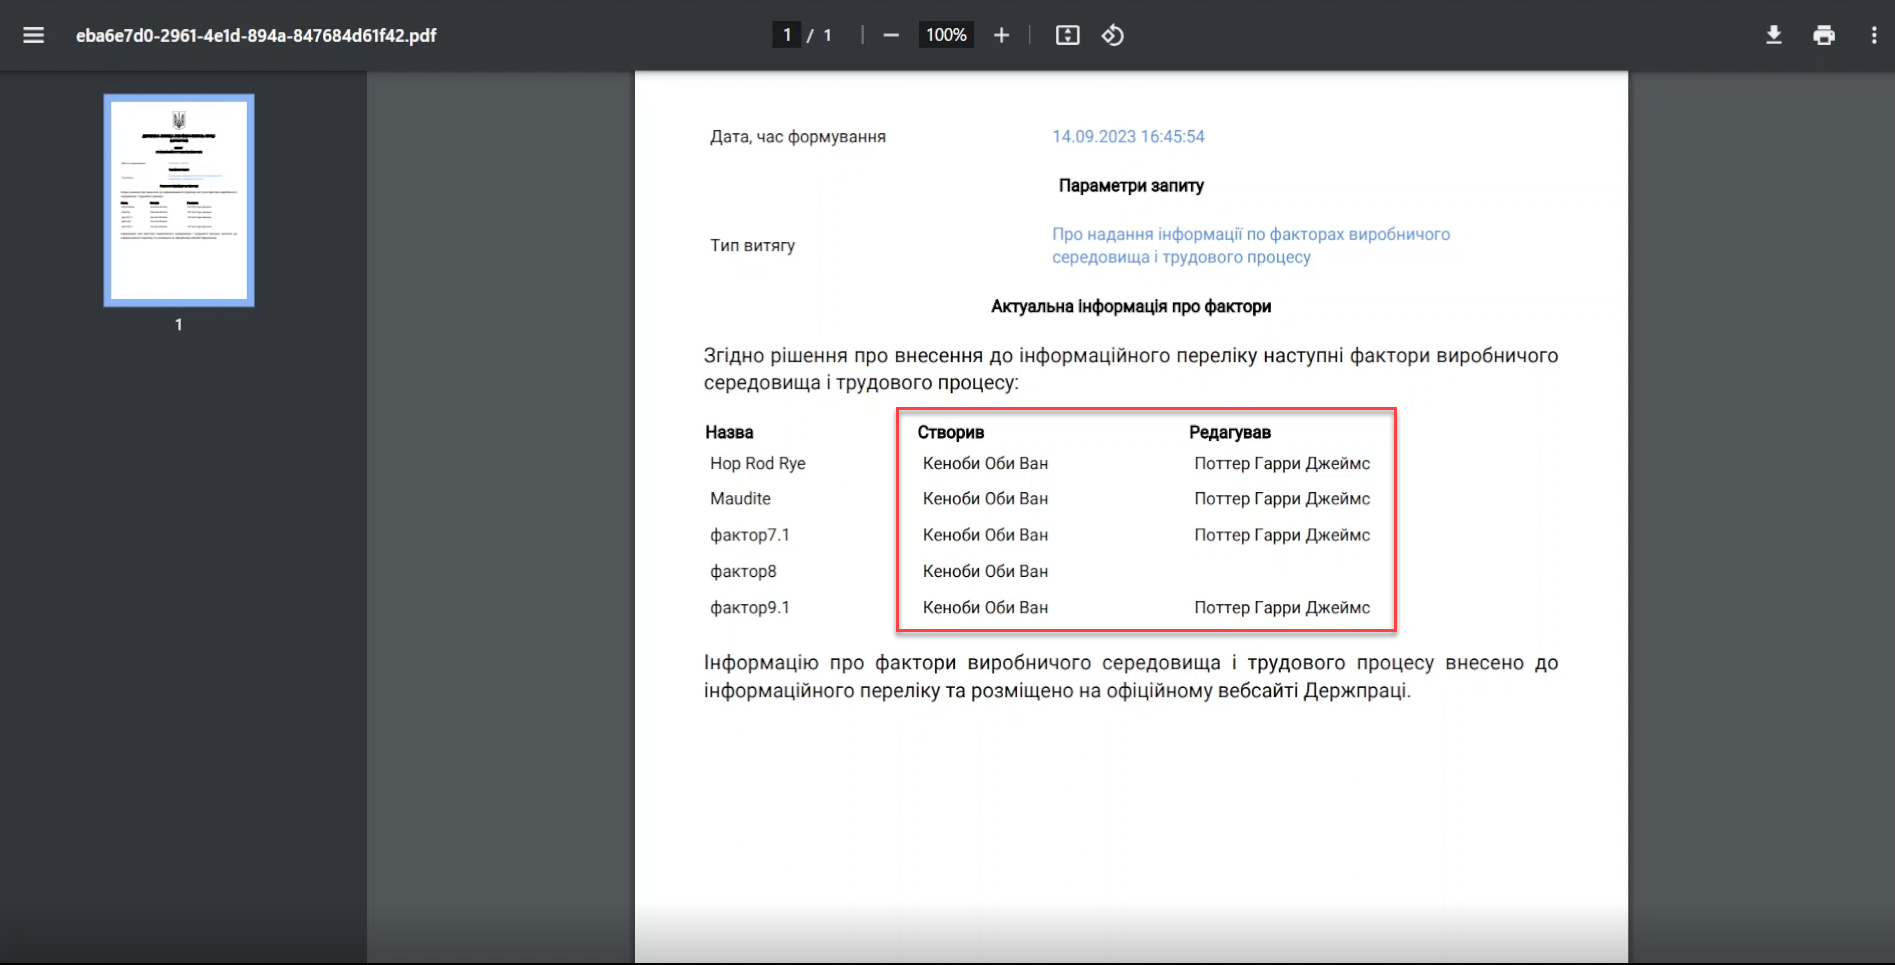 eba6e7d0-2961-4e1d-894a-847684d61f42.pdf
1 / 1
100%
1
Дата, час формування 14.09.2023 16:45:54
Параметри запиту
Тип витягу Про надання інформації по факторах виробничого
середовища і трудового процесу
Актуальна інформація про фактори
Згідно рішення про внесення до інформаційного переліку наступні фактори виробничого
середовища і трудового процесу:
Назва Створив Редагував
Hop Rod Rye Кеноби Оби Ван Поттер Гарри Джеймс
Maudite Кеноби Оби Ван Поттер Гарри Джеймс
фактор7.1 Кеноби Оби Ван Поттер Гарри Джеймс
фактор8 Кеноби Оби Ван
фактор9.1 Кеноби Оби Ван Поттер Гарри Джеймс
Інформацію про фактори виробничого середовища і трудового процесу внесено до
інформаційного переліку та розміщено на офіційному вебсайті Держпраці.